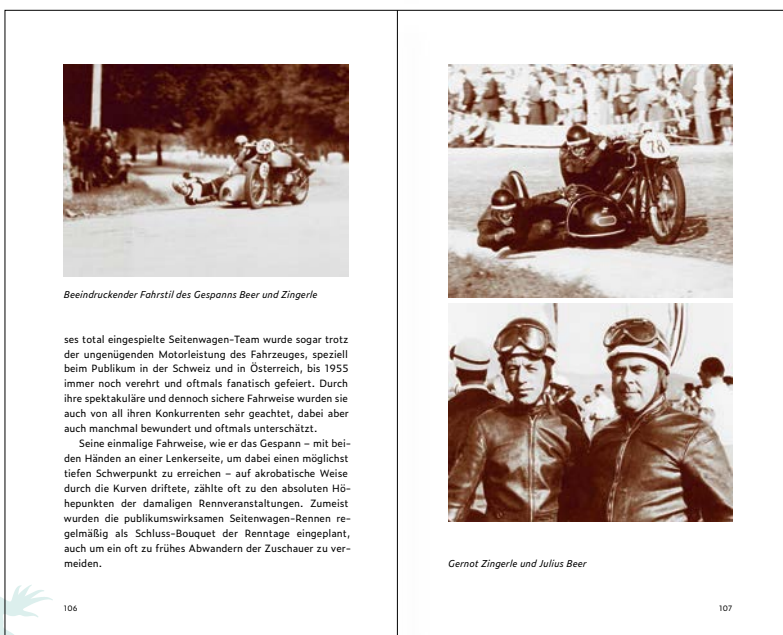 38
Beeindruckender Fahrstil des Gespanns Beer und Zingerle
ses total eingespielte Seitenwagen-Team wurde sogar trotz
der ungenügenden Motorleistung des Fahrzeuges, speziell
beim Publikum in der Schweiz und in Österreich, bis 1955
immer noch verehrt und oftmals fanatisch gefeiert. Durch
ihre spektakuläre und dennoch sichere Fahrweise wurden sie
auch von all ihren Konkurrenten sehr geachtet, dabei aber
auch manchmal bewundert und oftmals unterschätzt.
Seine einmalige Fahrweise, wie er das Gespann – mit bei-
den Händen an einer Lenkerseite, um dabei einen möglichst
tiefen Schwerpunkt zu erreichen – auf akrobatische Weise
durch die Kurven driftete, zählte oft zu den absoluten Hö-
hepunkten der damaligen Rennveranstaltungen. Zumeist
wurden die publikumswirksamen Seitenwagen-Rennen re-
gelmäßig als Schluss-Bouquet der Renntage eingeplant,
auch um ein oft zu frühes Abwandern der Zuschauer zu ver-
meiden.
106
78
Gernot Zingerle und Julius Beer
107